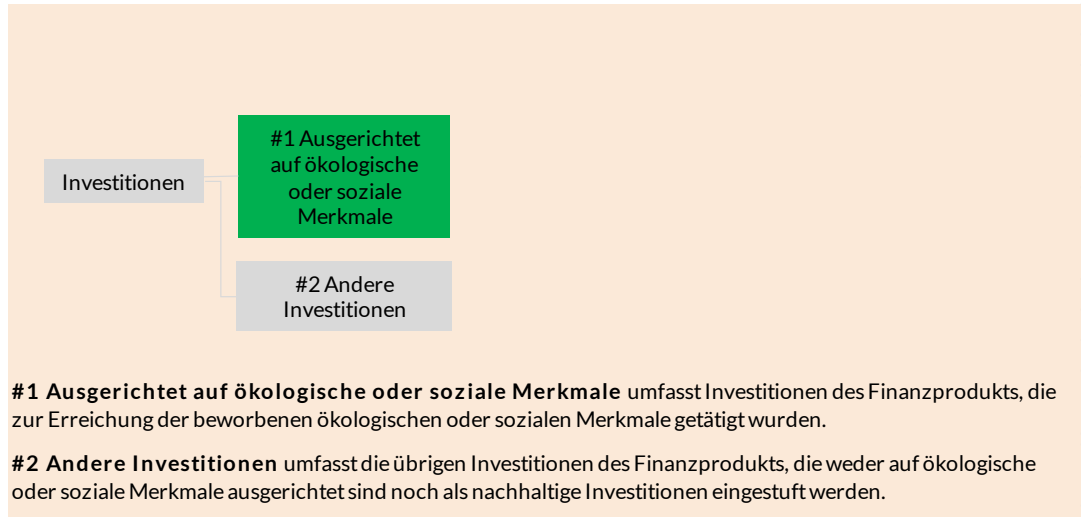 #1 Ausgerichtet
auf ökologische
oder soziale
Merkmale
Investitionen
#2 Andere
Investitionen
#1 Ausgerichtet auf ökologische oder soziale Merkmale umfasst Investitionen des Finanzprodukts, die
zur Erreichung der beworbenen ökologischen oder sozialen Merkmale getätigt wurden.
#2 Andere Investitionen umfasst die übrigen Investitionen des Finanzprodukts, die weder auf ökologische
oder soziale Merkmale ausgerichtet sind noch als nachhaltige Investitionen eingestuft werden.